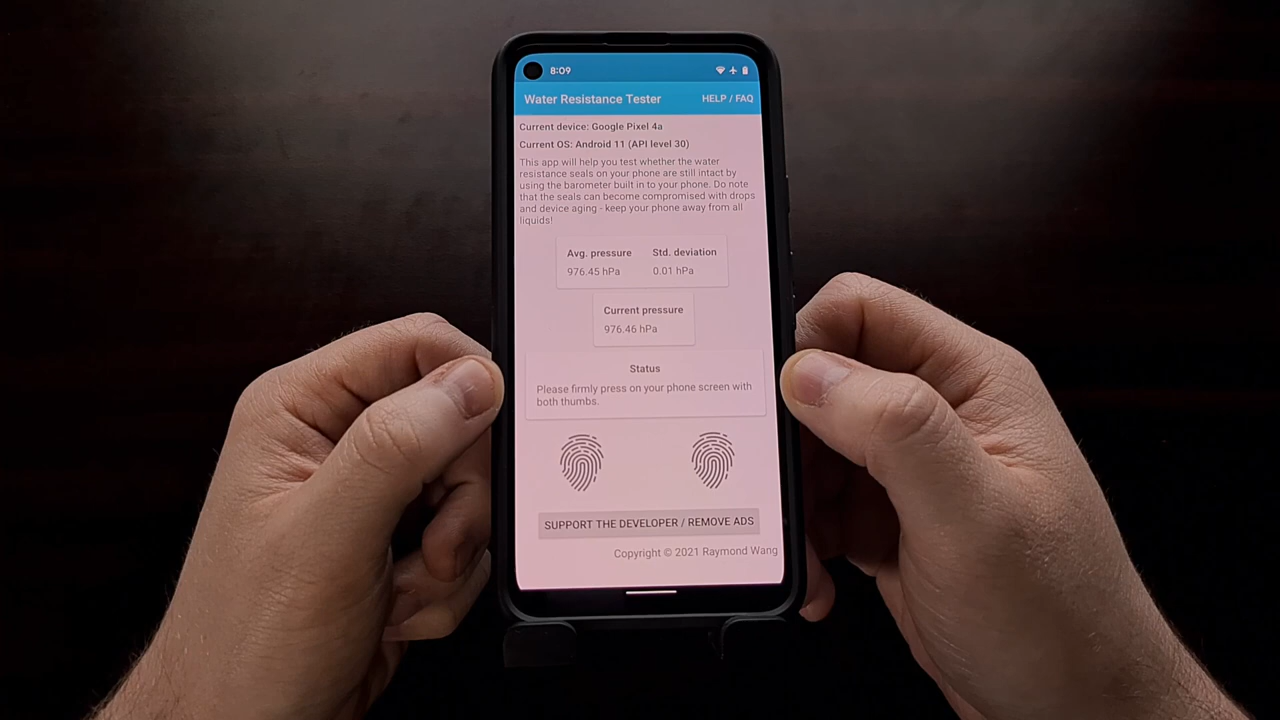 8:09
Water Resistance Tester HELP / FAQ
Current device: Google Pixel 4a
Current OS: Android 11 (API level 30)
This app will help you test whether the water
resistance seals on your phone are still intact by
using the barometer built in to your phone. Do note
that the seals can become compromised with drops
and device aging - keep your phone away from all
liquids!
Avg. pressure Std. deviation
976.45 hPa 0.01 hPa
Current pressure
976.46 hPa
Status
Please firmly press on your phone screen with
both thumbs.
SUPPORT THE DEVELOPER / REMOVE ADS
Copyright © 2021 Raymond Wang